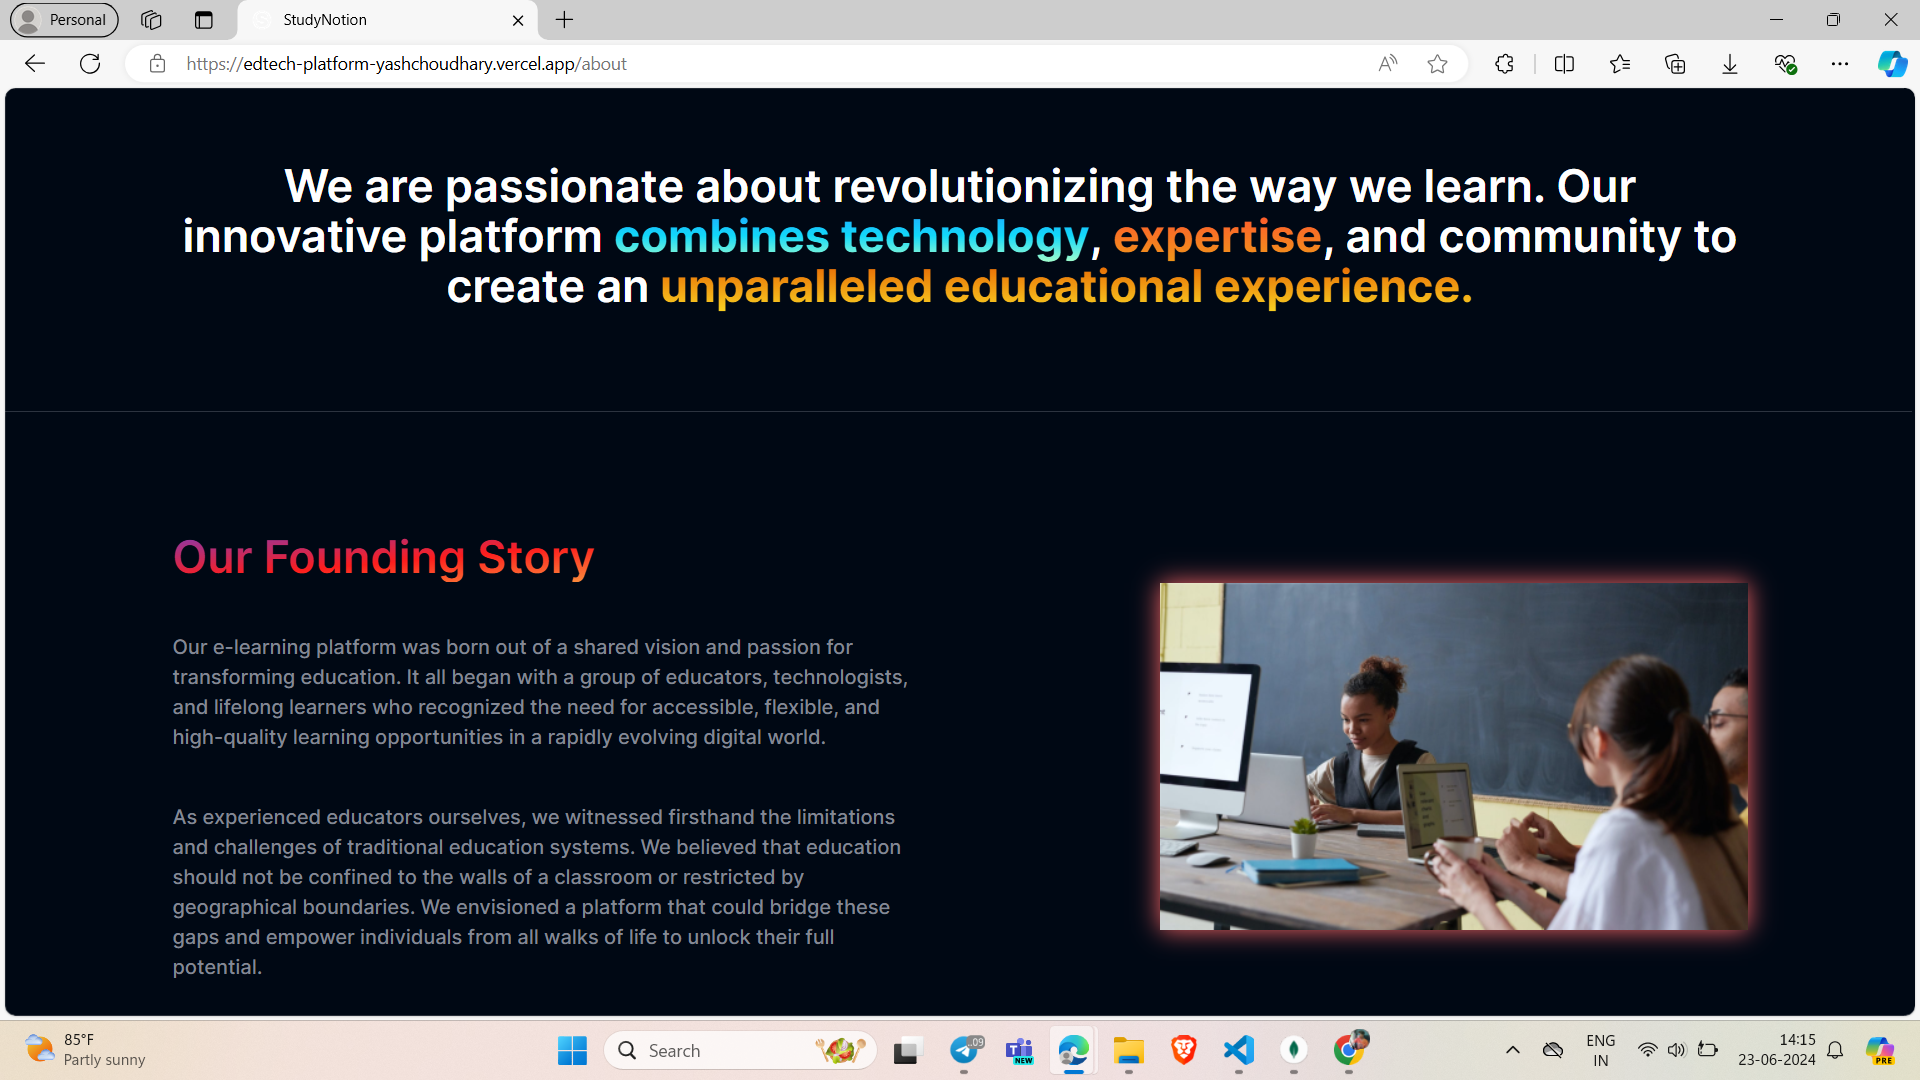 Personal
StudyNotion
https://edtech-platform-yashchoudhary.vercel.app/about
We are passionate about revolutionizing the way we learn. Our
innovative platform combines technology, expertise, and community to
create an unparalleled educational experience.
Our Founding Story
Our e-learning platform was born out of a shared vision and passion for
transforming education. It all began with a group of educators, technologists,
and lifelong learners who recognized the need for accessible, flexible, and
high-quality learning opportunities in a rapidly evolving digital world.
As experienced educators ourselves, we witnessed firsthand the limitations
and challenges of traditional education systems. We believed that education
should not be confined to the walls of a classroom or restricted by
geographical boundaries. We envisioned a platform that could bridge these
gaps and empower individuals from all walks of life to unlock their full
potential.
85°F
Partly sunny
Search
..09
NEW
ENG
IN
14:15
23-06-2024
PRE